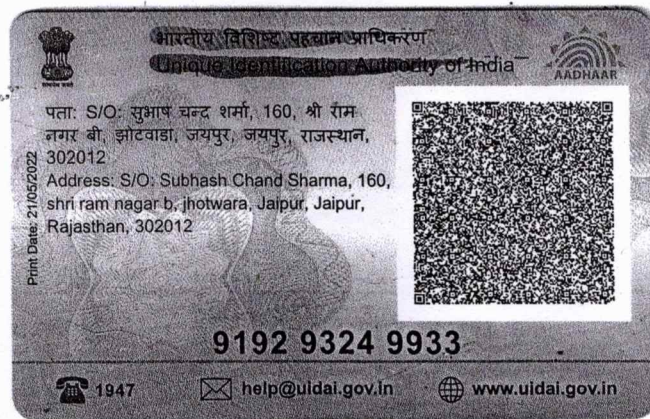 भारतीय विशिष्ट पहचान प्राधिकरण
Unique Identification Authority of India
AADHAAR
पता: S/O: सुभाष चन्द शर्मा, 160, श्री राम
नगर बी, झोटवाडा, जयपुर, जयपुर, राजस्थान,
302012
Address: S/O: Subhash Chand Sharma, 160,
shri ram nagar b, jhotwara, Jaipur, Jaipur,
Rajasthan, 302012
Print Date: 21/05/2022
9192 9324 9933
1947
help@uidai.gov.in
www.uidai.gov.in